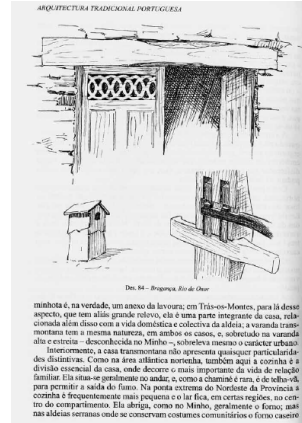 ARQUITECTURA TRADICIONAL PORTUGUESA
Des. 84 – Bragança, Rio de Onor
minhota é, na verdade, um anexo da lavoura; em Trás-os-Montes, para lá desse
aspecto, que tem aliás grande relevo, ela é uma parte integrante da casa, rela-
cionada além disso com a vida doméstica e colectiva da aldeia; a varanda trans-
montana tem a mesma natureza, em ambos os casos, e, sobretudo na varanda
alta e estreita – desconhecida no Minho –, sobreleva mesmo o carácter urbano.
Interiormente, a casa transmontana não apresenta quaisquer particularida-
des distintivas. Como na área atlântica nortenha, também aqui a cozinha é a
divisão essencial da casa, onde decorre o mais importante da vida de relação
familiar. Ela situa-se geralmente no andar, e, como a chaminé é rara, é de telha-vã,
para permitir a saída do fumo. Na ponta extrema do Nordeste da Província a
cozinha é frequentemente mais pequena e o lar fica, em certas regiões, no cen-
tro do compartimento. Ela abriga, como no Minho, geralmente o forno; mas
nas aldeias serranas onde se conservam costumes comunitários o forno caseiro